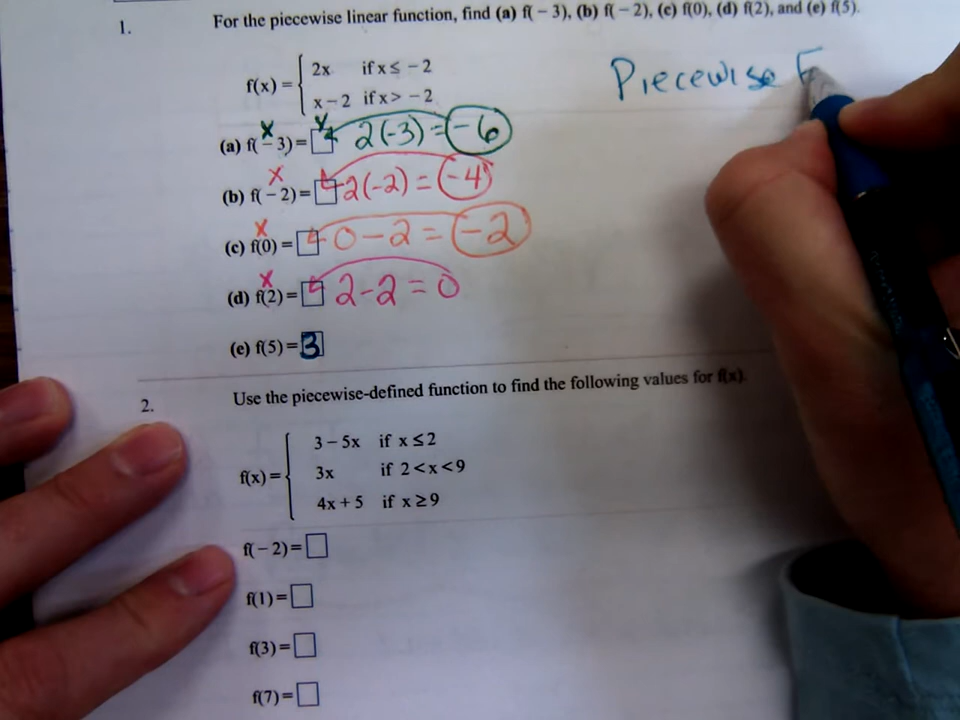 1. For the piecewise linear function, find (a) f(-3), (b) f(-2), (c) f(0), (d) f(2), and (e) f(5).
Piecewise F
f(x) = { 2x if x ≤ -2
x-2 if x > -2
x y
(a) f(-3) = 2(-3) = -6
x
(b) f(-2) = 2(-2) = -4
x
(c) f(0) = 0-2 = -2
x
(d) f(2) = 2-2 = 0
(e) f(5) = 3
2. Use the piecewise-defined function to find the following values for f(x).
3-5x if x ≤ 2
f(x) = { 3x if 2 < x < 9
4x+5 if x ≥ 9
f(-2) =
f(1) =
f(3) =
f(7) =